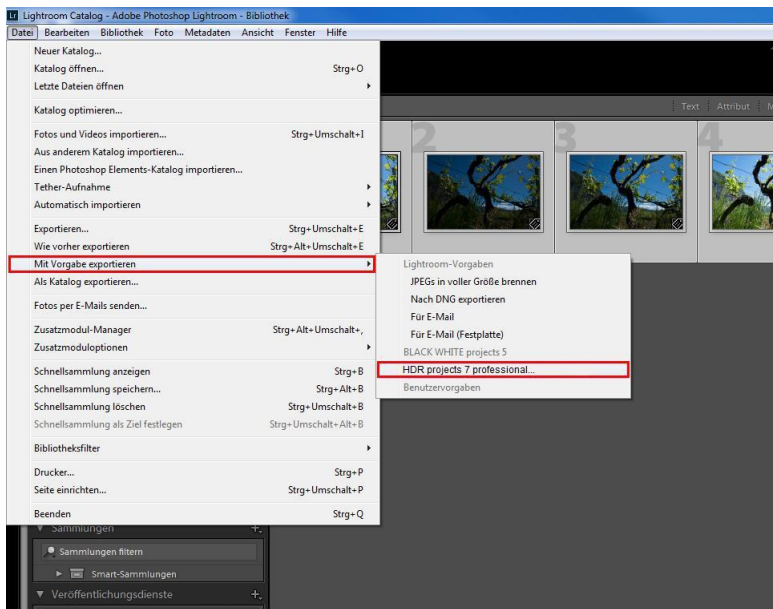 Lr Lightroom Catalog - Adobe Photoshop Lightroom - Bibliothek
Datei Bearbeiten Bibliothek Foto Metadaten Ansicht Fenster Hilfe
Neuer Katalog...
Katalog öffnen... Strg+O
Letzte Dateien öffnen
Katalog optimieren...
Text Attribut
Fotos und Videos importieren... Strg+Umschalt+I
Aus anderem Katalog importieren...
Einen Photoshop Elements-Katalog importieren...
Tether-Aufnahme
Automatisch importieren
2 3 4
Exportieren... Strg+Umschalt+E
Wie vorher exportieren Strg+Alt+Umschalt+E
Mit Vorgabe exportieren
Als Katalog exportieren...
Fotos per E-Mails senden...
Zusatzmodul-Manager Strg+Alt+Umschalt+,
Zusatzmoduloptionen
Schnellsammlung anzeigen Strg+B
Schnellsammlung speichern... Strg+Alt+B
Schnellsammlung löschen Strg+Umschalt+B
Schnellsammlung als Ziel festlegen Strg+Umschalt+Alt+B
Bibliotheksfilter
Drucker... Strg+P
Seite einrichten... Strg+Umschalt+P
Beenden Strg+Q
Lightroom-Vorgaben
JPEGs in voller Größe brennen
Nach DNG exportieren
Für E-Mail
Für E-Mail (Festplatte)
BLACK WHITE projects 5
HDR projects 7 professional...
Benutzervorgaben
Sammlungen
Sammlungen filtern
Smart-Sammlungen
Veröffentlichungsdienste